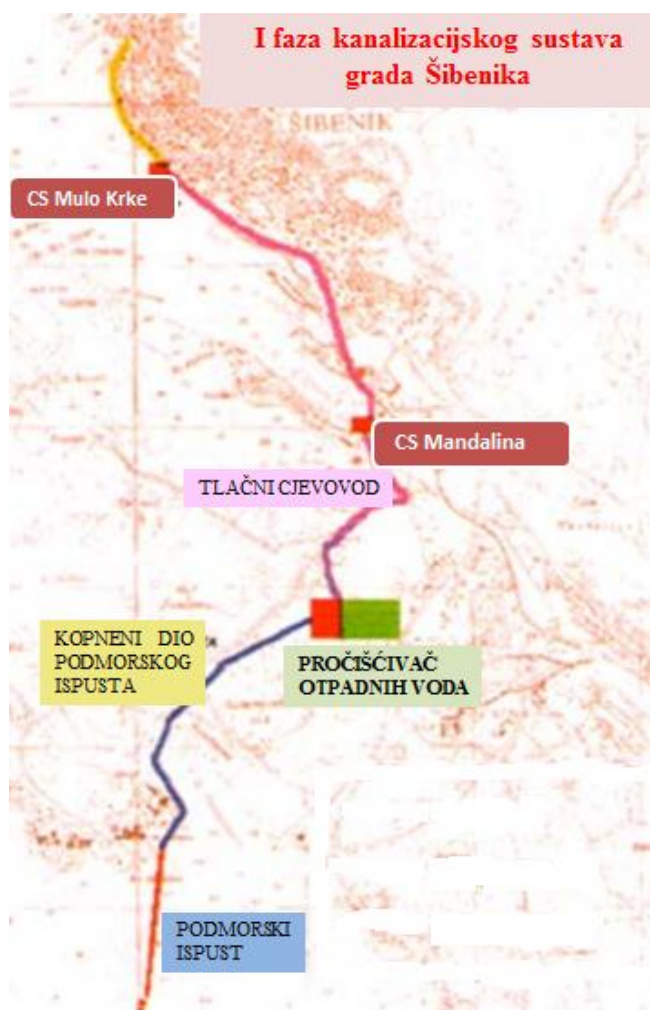 I faza kanalizacijskog sustava
grada Šibenika
ŠIBENIK
CS Mulo Krke
CS Mandalina
TLAČNI CJEVOVOD
KOPNENI DIO
PODMORSKOG
ISPUSTA
PROČIŠĆIVAČ
OTPADNIH VODA
PODMORSKI
ISPUST